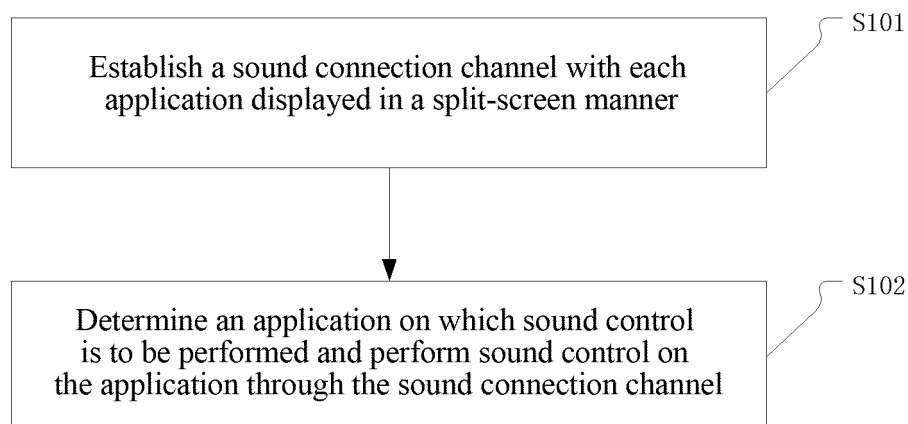 S101
Establish a sound connection channel with each
application displayed in a split-screen manner
S102
Determine an application on which sound control
is to be performed and perform sound control on
the application through the sound connection channel